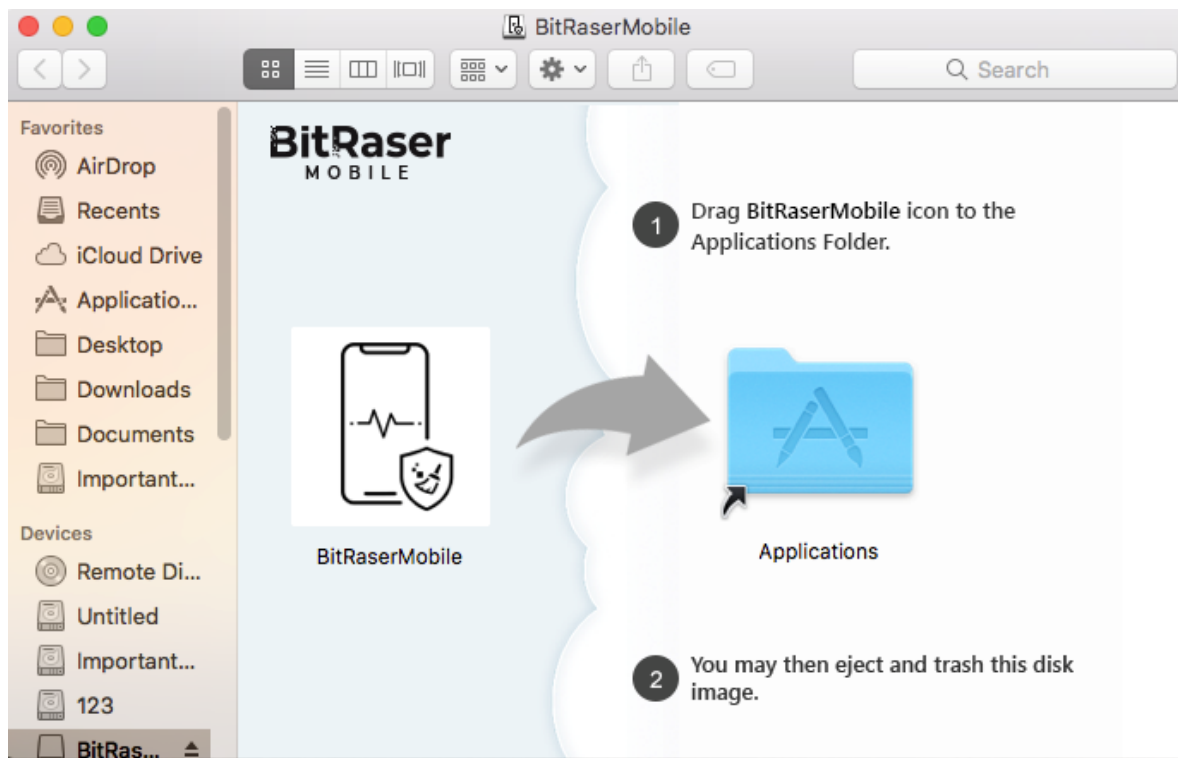 BitRaserMobile
Search
Favorites
AirDrop
Recents
iCloud Drive
Applicatio...
Desktop
Downloads
Documents
Important...
Devices
Remote Di...
Untitled
Important...
123
BitRas...
BitRaser
MOBILE
1
Drag BitRaserMobile icon to the
Applications Folder.
BitRaserMobile
Applications
2
You may then eject and trash this disk
image.